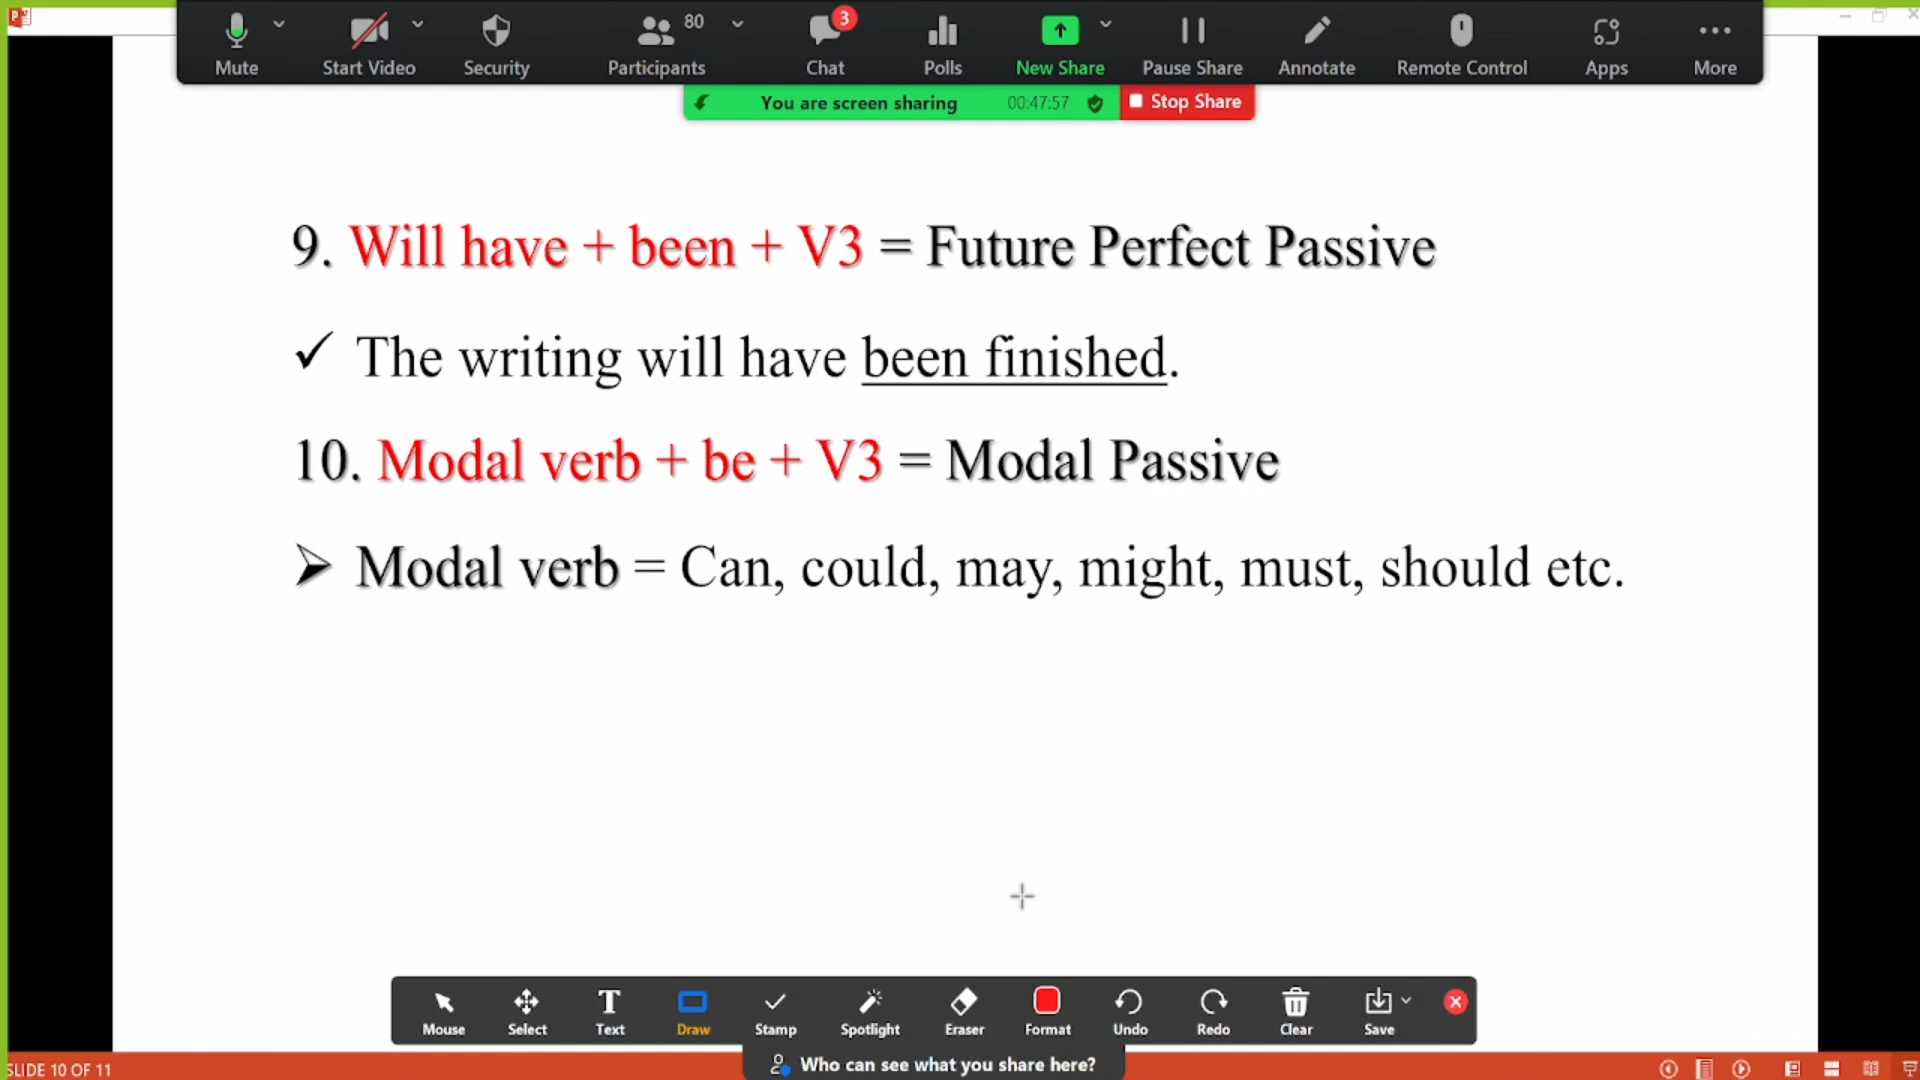 Mute
Start Video
Security
Participants
80
Chat
3
Polls
New Share
Pause Share
Annotate
Remote Control
Apps
More
You are screen sharing
00:47:57
Stop Share
9. Will have + been + V3 = Future Perfect Passive
✓ The writing will have been finished.
10. Modal verb + be + V3 = Modal Passive
➢ Modal verb = Can, could, may, might, must, should etc.
Mouse
Select
Text
Draw
Stamp
Spotlight
Eraser
Format
Undo
Redo
Clear
Save
Who can see what you share here?
SLIDE 10 OF 11